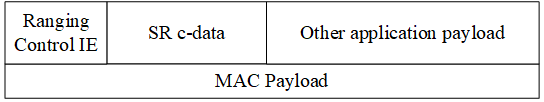 Ranging
Control IE
SR c-data
Other application payload
MAC Payload